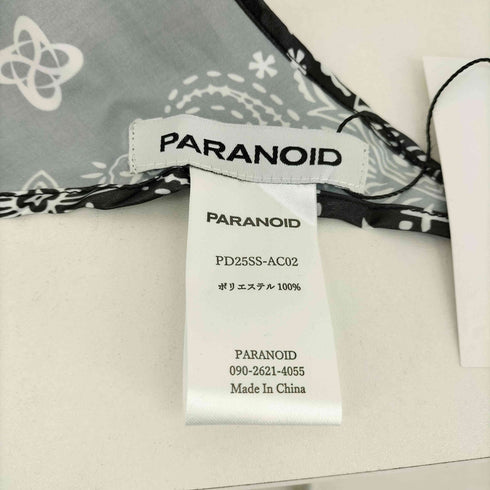 PARANOID
PARANOID
PD25SS-AC02
ポリエステル 100%
PARANOID
090-2621-4055
Made In China